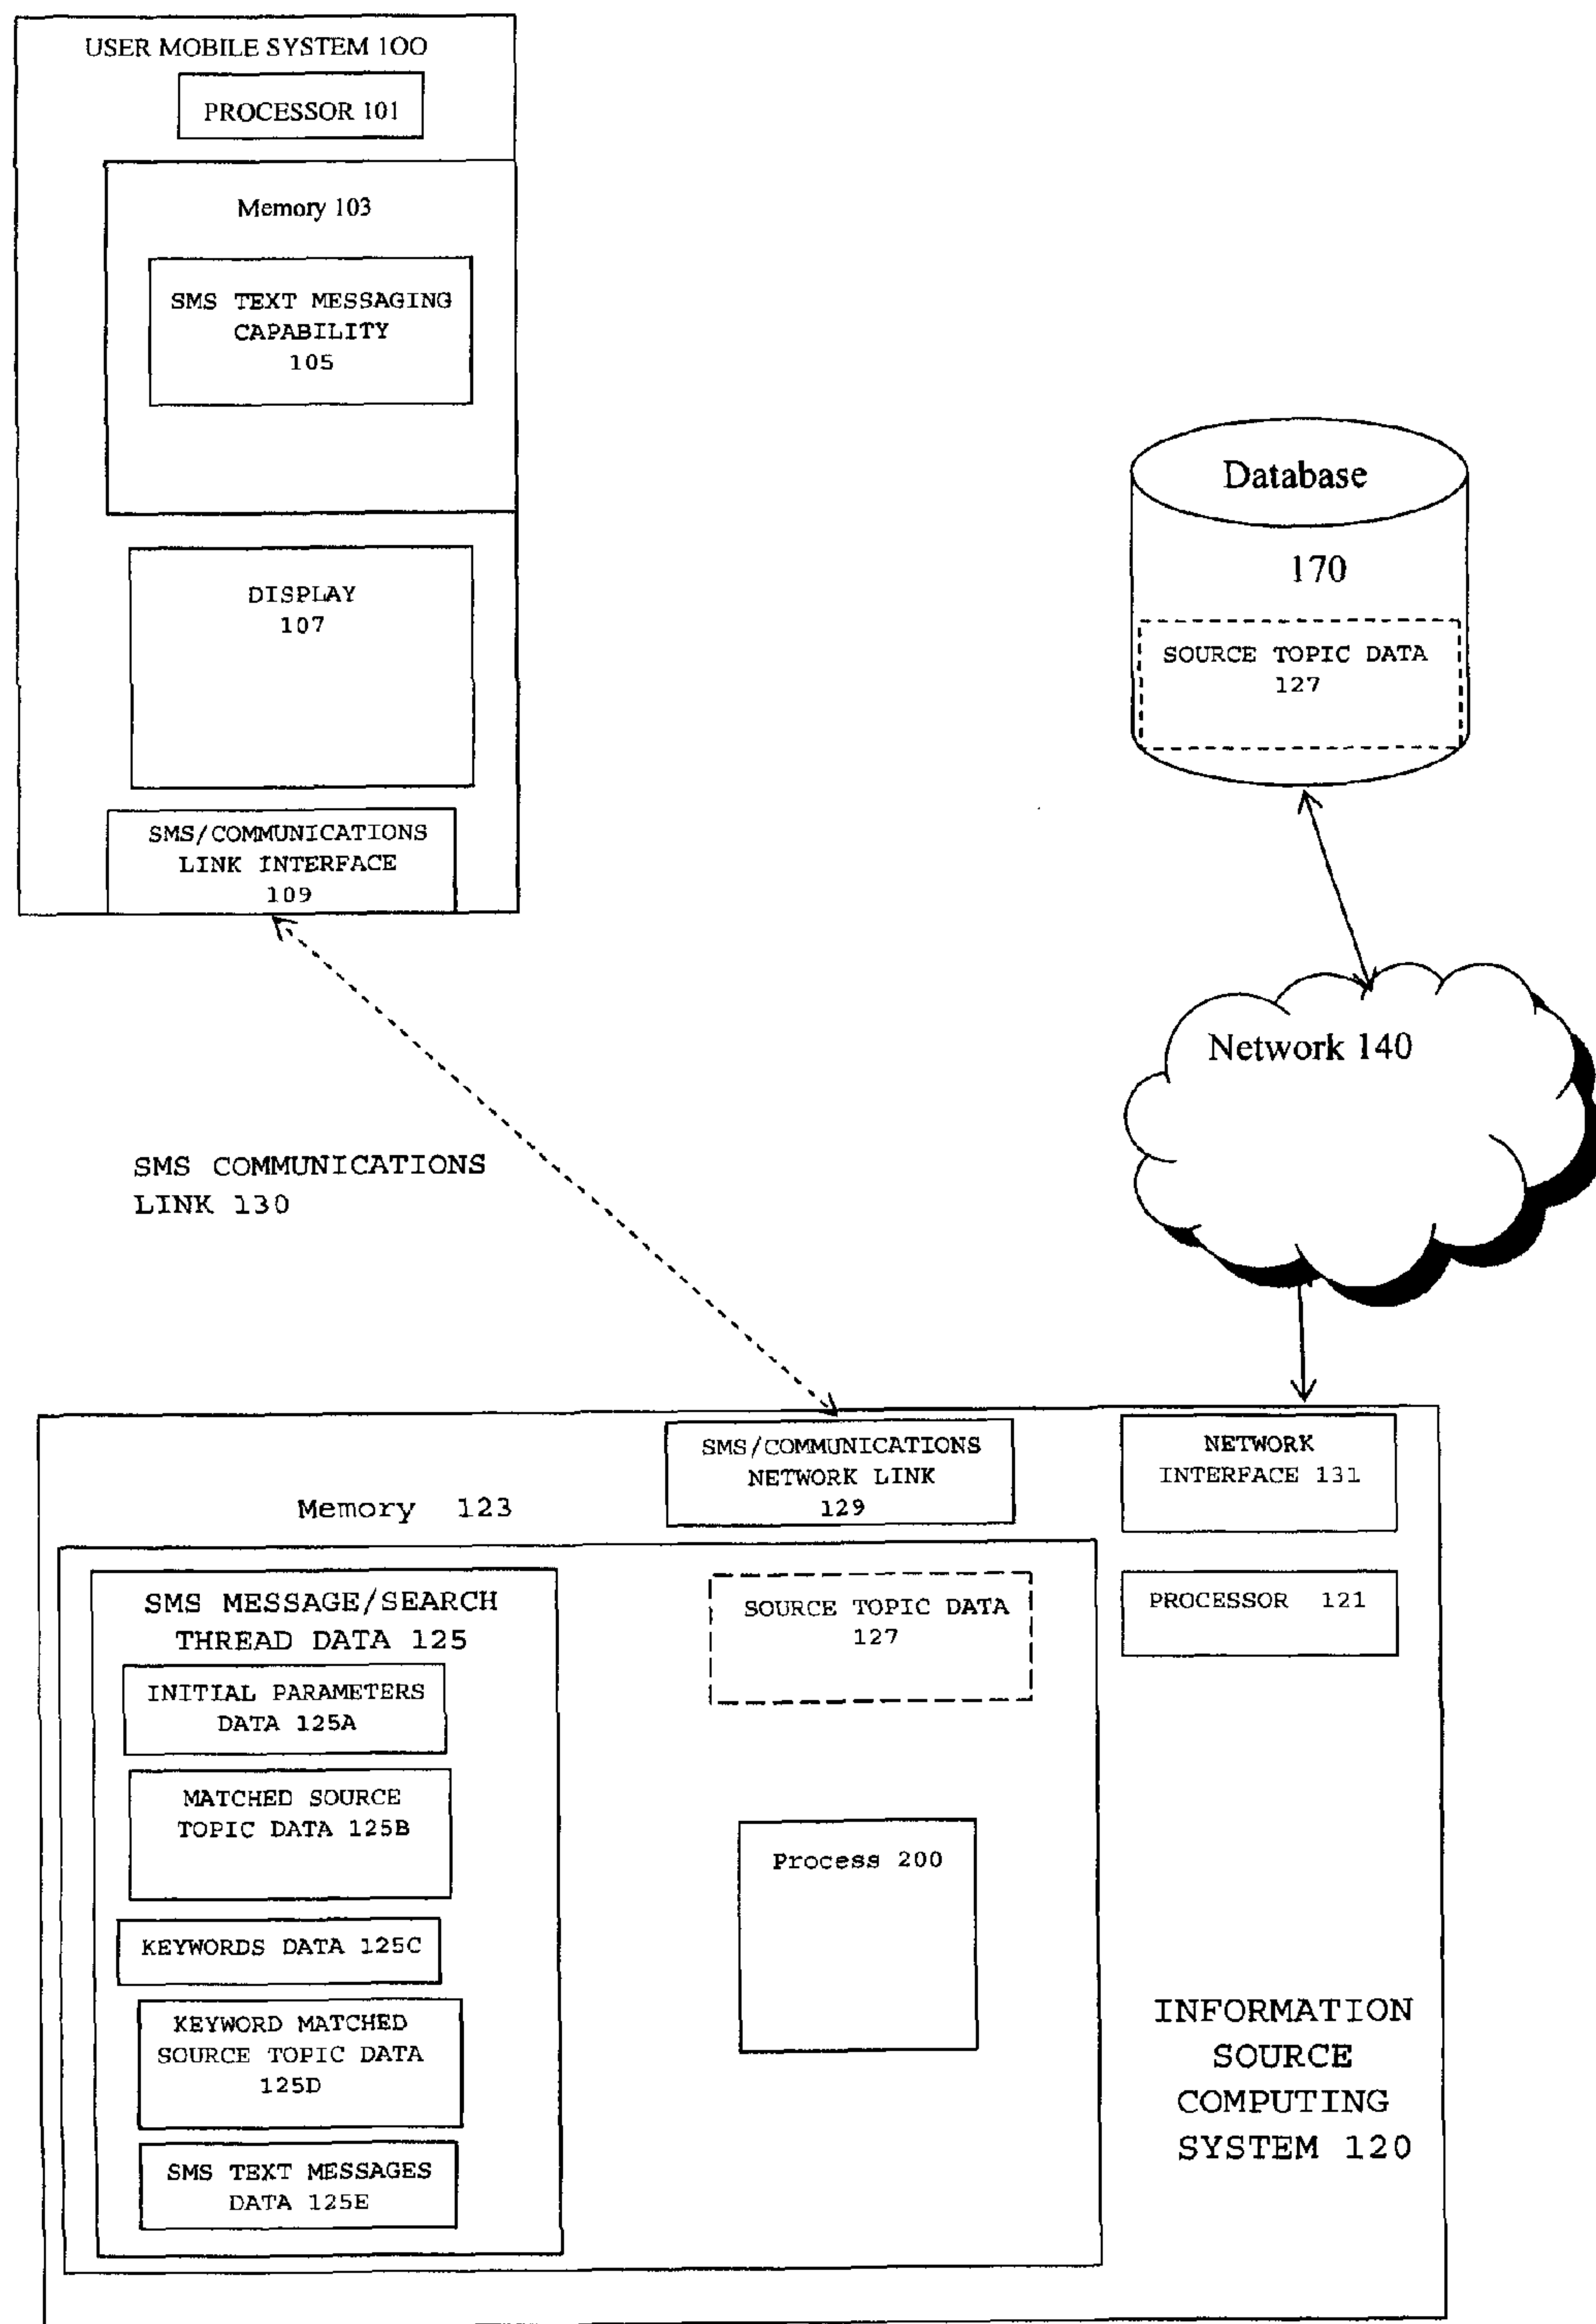 USER MOBILE SYSTEM 100
PROCESSOR 101
Memory 103
SMS TEXT MESSAGING
CAPABILITY
105
DISPLAY
107
SMS/COMMUNICATIONS
LINK INTERFACE
109
Database
170
SOURCE TOPIC DATA
127
Network 140
SMS COMMUNICATIONS
LINK 130
SMS/COMMUNICATIONS
NETWORK LINK
129
NETWORK
INTERFACE 131
Memory 123
PROCESSOR 121
SMS MESSAGE/SEARCH
THREAD DATA 125
INITIAL PARAMETERS
DATA 125A
MATCHED SOURCE
TOPIC DATA 125B
KEYWORDS DATA 125C
KEYWORD MATCHED
SOURCE TOPIC DATA
125D
SMS TEXT MESSAGES
DATA 125E
SOURCE TOPIC DATA
127
Process 200
INFORMATION
SOURCE
COMPUTING
SYSTEM 120